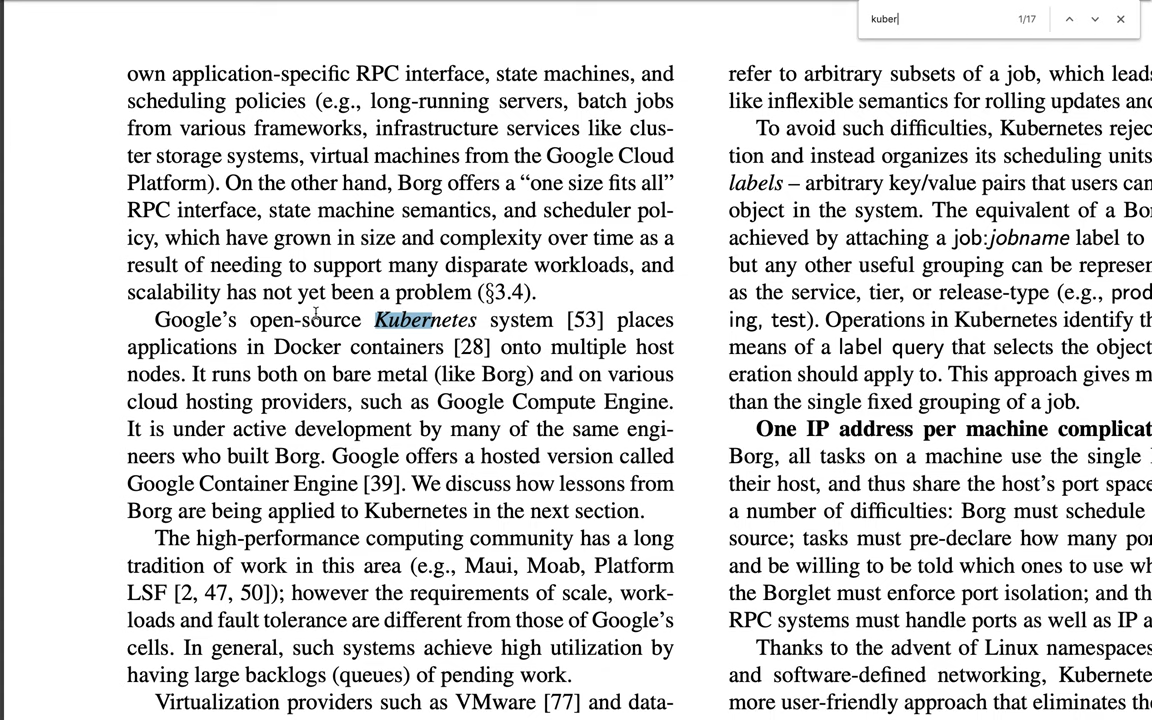 kuber
1/17
own application-specific RPC interface, state machines, and
scheduling policies (e.g., long-running servers, batch jobs
from various frameworks, infrastructure services like clus-
ter storage systems, virtual machines from the Google Cloud
Platform). On the other hand, Borg offers a “one size fits all”
RPC interface, state machine semantics, and scheduler pol-
icy, which have grown in size and complexity over time as a
result of needing to support many disparate workloads, and
scalability has not yet been a problem (§3.4).
Google’s open-source Kubernetes system [53] places
applications in Docker containers [28] onto multiple host
nodes. It runs both on bare metal (like Borg) and on various
cloud hosting providers, such as Google Compute Engine.
It is under active development by many of the same engi-
neers who built Borg. Google offers a hosted version called
Google Container Engine [39]. We discuss how lessons from
Borg are being applied to Kubernetes in the next section.
The high-performance computing community has a long
tradition of work in this area (e.g., Maui, Moab, Platform
LSF [2, 47, 50]); however the requirements of scale, work-
loads and fault tolerance are different from those of Google’s
cells. In general, such systems achieve high utilization by
having large backlogs (queues) of pending work.
Virtualization providers such as VMware [77] and data-
refer to arbitrary subsets of a job, which leads
like inflexible semantics for rolling updates and
To avoid such difficulties, Kubernetes rejec
tion and instead organizes its scheduling units
labels – arbitrary key/value pairs that users can
object in the system. The equivalent of a Bor
achieved by attaching a job:jobname label to
but any other useful grouping can be represen
as the service, tier, or release-type (e.g., prod
ing, test). Operations in Kubernetes identify th
means of a label query that selects the object
eration should apply to. This approach gives m
than the single fixed grouping of a job.
One IP address per machine complicat
Borg, all tasks on a machine use the single
their host, and thus share the host’s port space
a number of difficulties: Borg must schedule
source; tasks must pre-declare how many por
and be willing to be told which ones to use wh
the Borglet must enforce port isolation; and th
RPC systems must handle ports as well as IP a
Thanks to the advent of Linux namespaces
and software-defined networking, Kubernete
more user-friendly approach that eliminates the